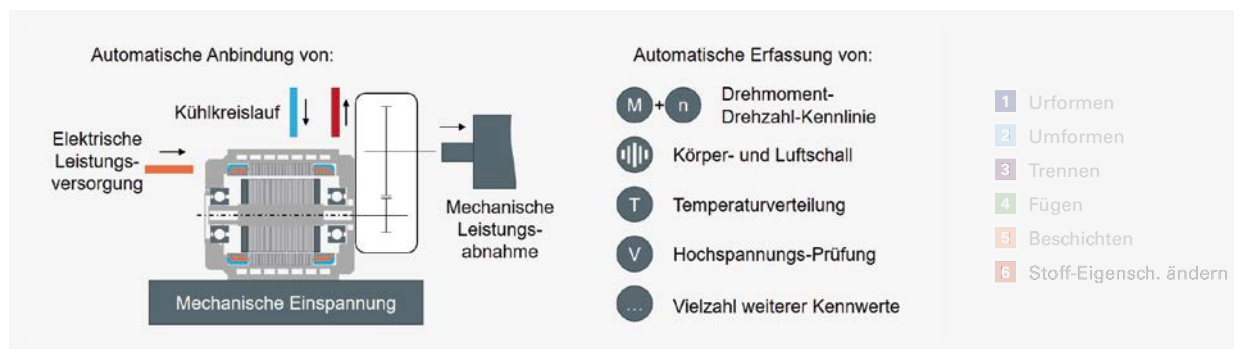 Automatische Anbindung von:
Kühlkreislauf
Elektrische
Leistungs-
versorgung
Mechanische
Leistungs-
abnahme
Mechanische Einspannung
Automatische Erfassung von:
M + n Drehmoment-
Drehzahl-Kennlinie
Körper- und Luftschall
T Temperaturverteilung
V Hochspannungs-Prüfung
... Vielzahl weiterer Kennwerte
1 Urformen
2 Umformen
3 Trennen
4 Fügen
5 Beschichten
6 Stoff-Eigensch. ändern